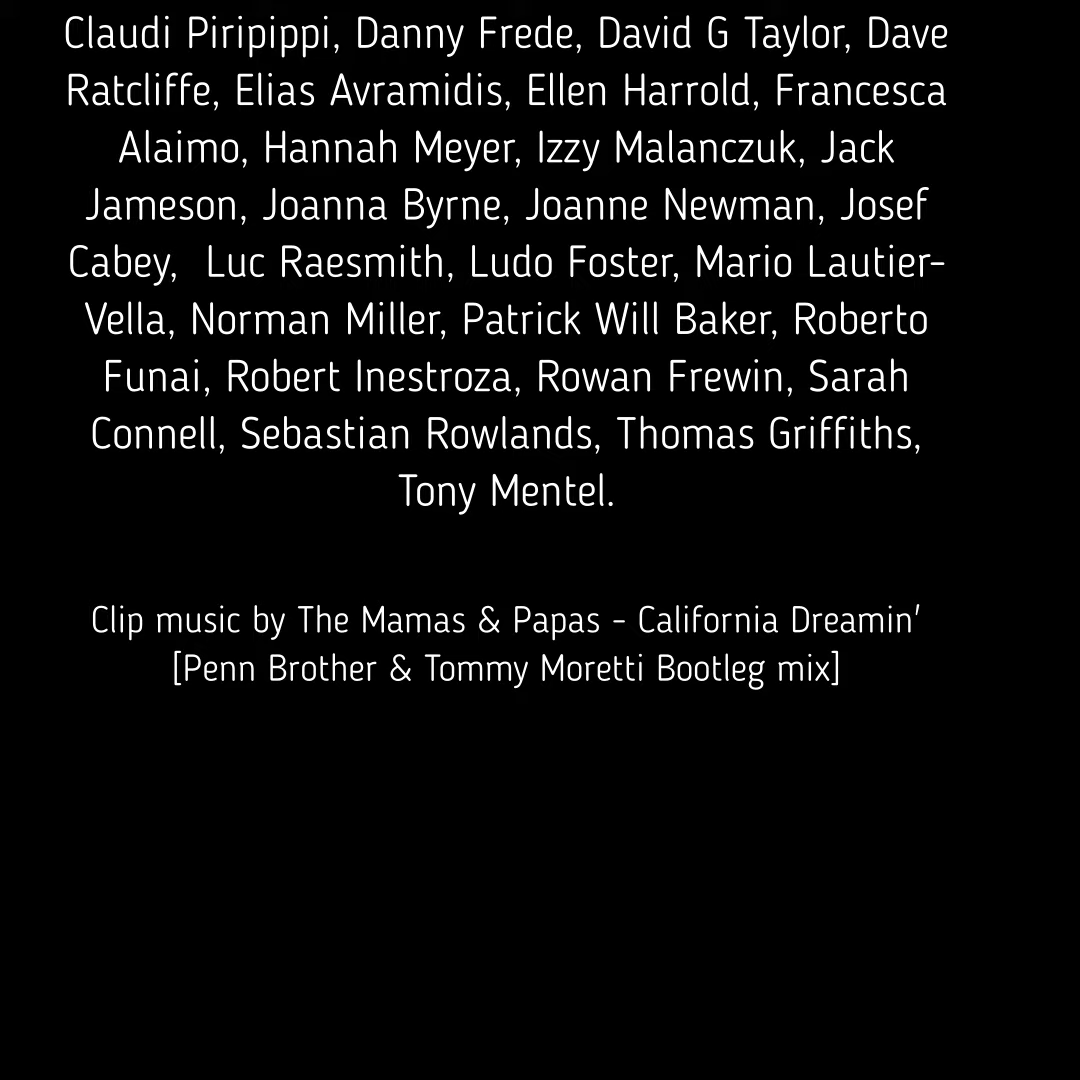 Claudi Piripippi, Danny Frede, David G Taylor, Dave
Ratcliffe, Elias Avramidis, Ellen Harrold, Francesca
Alaimo, Hannah Meyer, Izzy Malanczuk, Jack
Jameson, Joanna Byrne, Joanne Newman, Josef
Cabey,  Luc Raesmith, Ludo Foster, Mario Lautier-
Vella, Norman Miller, Patrick Will Baker, Roberto
Funai, Robert Inestroza, Rowan Frewin, Sarah
Connell, Sebastian Rowlands, Thomas Griffiths,
Tony Mentel.
Clip music by The Mamas & Papas - California Dreamin'
[Penn Brother & Tommy Moretti Bootleg mix]